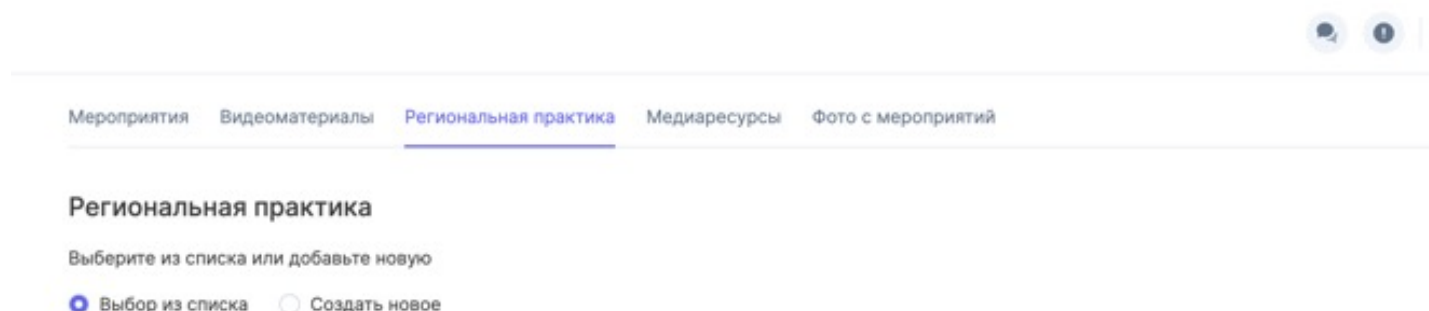 Мероприятия Видеоматериалы Региональная практика Медиаресурсы Фото с мероприятий
Региональная практика
Выберите из списка или добавьте новую
Выбор из списка Создать новое